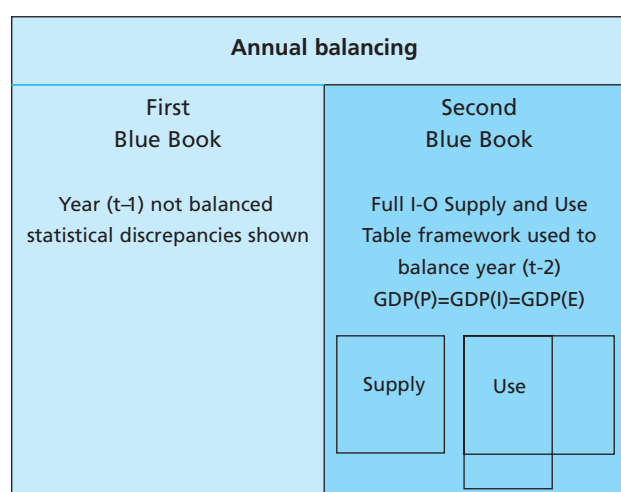 Annual balancing
First
Blue Book
Year (t-1) not balanced
statistical discrepancies shown
Second
Blue Book
Full I-O Supply and Use
Table framework used to
balance year (t-2)
GDP(P)=GDP(I)=GDP(E)
Supply
Use